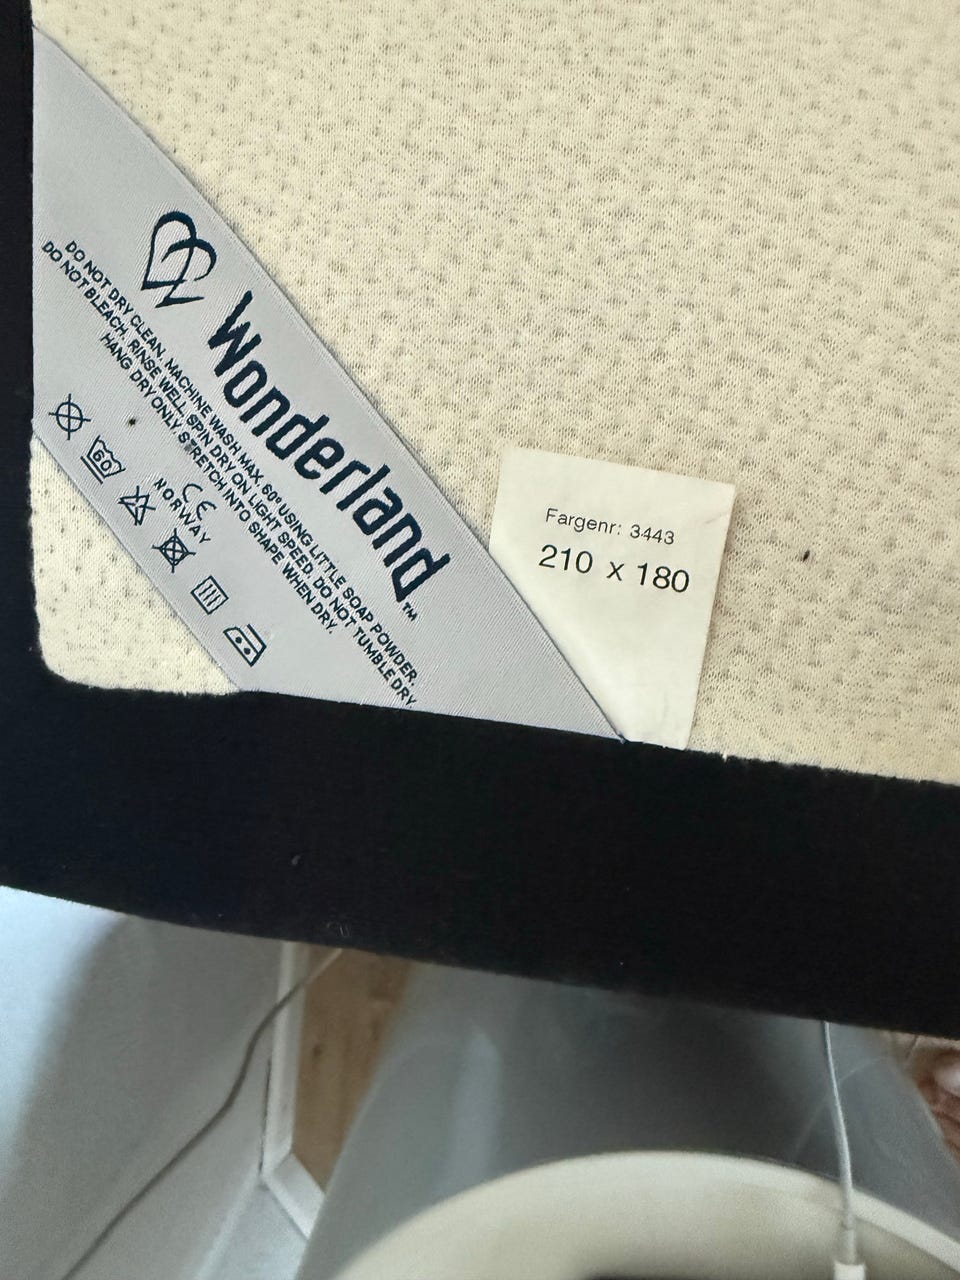 Wonderland™
DO NOT DRY CLEAN. MACHINE WASH MAX. 60° USING LITTLE SOAP POWDER.
DO NOT BLEACH. RINSE WELL. SPIN DRY ON LIGHT SPEED. DO NOT TUMBLE DRY.
HANG DRY ONLY. STRETCH INTO SHAPE WHEN DRY.
CE
NORWAY
60
Fargenr: 3443
210 x 180